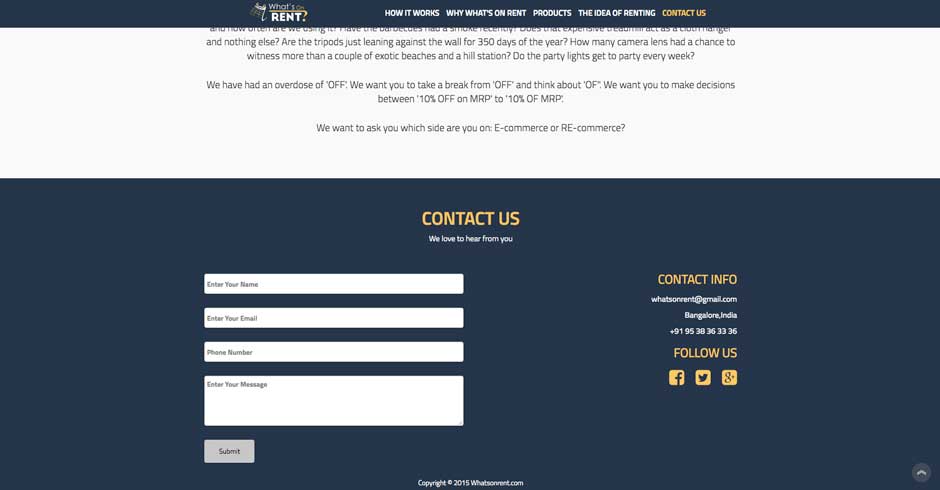 What's On
RENT?
HOW IT WORKS WHY WHAT'S ON RENT PRODUCTS THE IDEA OF RENTING CONTACT US
and how often are we using it? Have the barbecues had a smoke recently? Does that expensive treadmill act as a cloth hanger
and nothing else? Are the tripods just leaning against the wall for 350 days of the year? How many camera lens had a chance to
witness more than a couple of exotic beaches and a hill station? Do the party lights get to party every week?
We have had an overdose of 'OFF'. We want you to take a break from 'OFF' and think about 'OF''. We want you to make decisions
between '10% OFF on MRP' to '10% OF MRP'.
We want to ask you which side are you on: E-commerce or RE-commerce?
CONTACT US
We love to hear from you
Enter Your Name
Enter Your Email
Phone Number
Enter Your Message
Submit
CONTACT INFO
whatsonrent@gmail.com
Bangalore,India
+91 95 38 36 33 36
FOLLOW US
Copyright © 2015 Whatsonrent.com